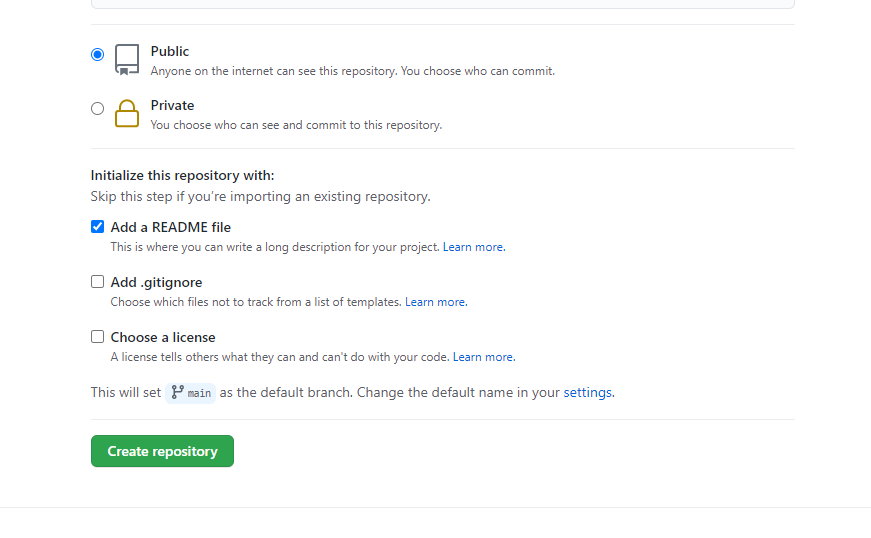 Public
Anyone on the internet can see this repository. You choose who can commit.
Private
You choose who can see and commit to this repository.
Initialize this repository with:
Skip this step if you’re importing an existing repository.
Add a README file
This is where you can write a long description for your project. Learn more.
Add .gitignore
Choose which files not to track from a list of templates. Learn more.
Choose a license
A license tells others what they can and can't do with your code. Learn more.
This will set main as the default branch. Change the default name in your settings.
Create repository